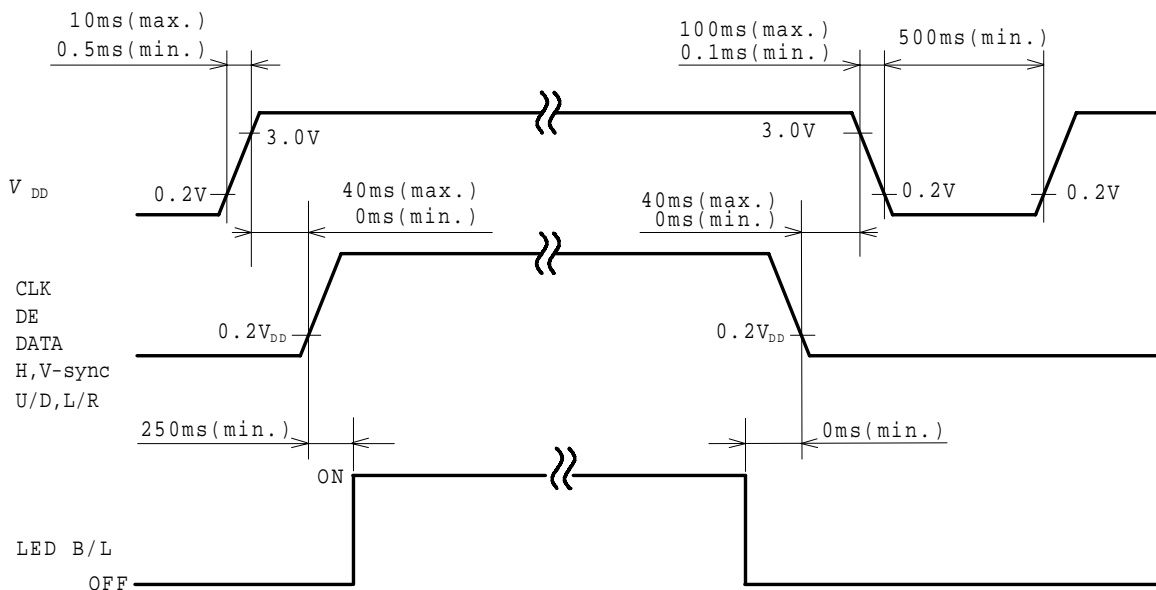 10ms(max.)
0.5ms(min.)
100ms(max.)
0.1ms(min.)
500ms(min.)
3.0V
3.0V
V DD
0.2V
0.2V
0.2V
40ms(max.)
0ms(min.)
40ms(max.)
0ms(min.)
CLK
DE
DATA
H,V-sync
U/D,L/R
0.2VDD
0.2VDD
250ms(min.)
0ms(min.)
ON
LED B/L
OFF